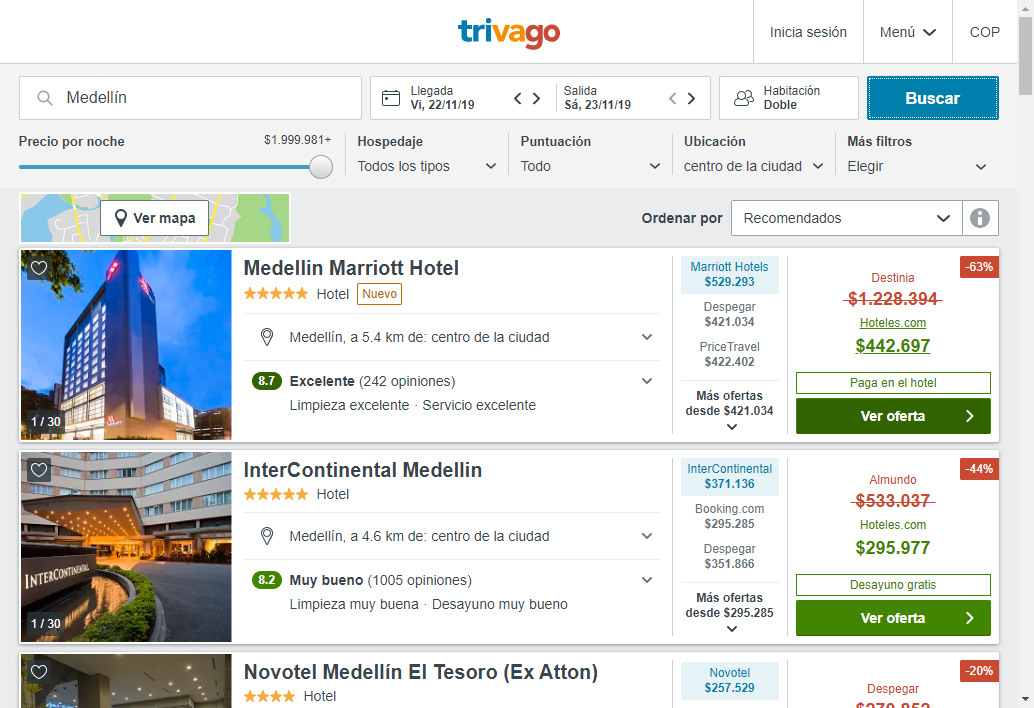 trivago
Inicia sesión
Menú
COP
Medellín
Llegada
Vi, 22/11/19
Salida
Sá, 23/11/19
Habitación
Doble
Buscar
Precio por noche
$1.999.981+
Hospedaje
Todos los tipos
Puntuación
Todo
Ubicación
centro de la ciudad
Más filtros
Elegir
Ver mapa
Ordenar por
Recomendados
Medellin Marriott Hotel
Hotel
Nuevo
Medellín, a 5.4 km de: centro de la ciudad
8.7 Excelente (242 opiniones)
Limpieza excelente · Servicio excelente
1 / 30
Marriott Hotels
$529.293
Despegar
$421.034
PriceTravel
$422.402
Más ofertas
desde $421.034
-63%
Destinia
$1.228.394
Hoteles.com
$442.697
Paga en el hotel
Ver oferta
InterContinental Medellin
Hotel
Medellín, a 4.6 km de: centro de la ciudad
8.2 Muy bueno (1005 opiniones)
Limpieza muy buena · Desayuno muy bueno
INTERCONTINENTAL
1 / 30
InterContinental
$371.136
Booking.com
$295.285
Despegar
$351.866
Más ofertas
desde $295.285
-44%
Almundo
$533.037
Hoteles.com
$295.977
Desayuno gratis
Ver oferta
Novotel Medellín El Tesoro (Ex Atton)
Hotel
Novotel
$257.529
-20%
Despegar